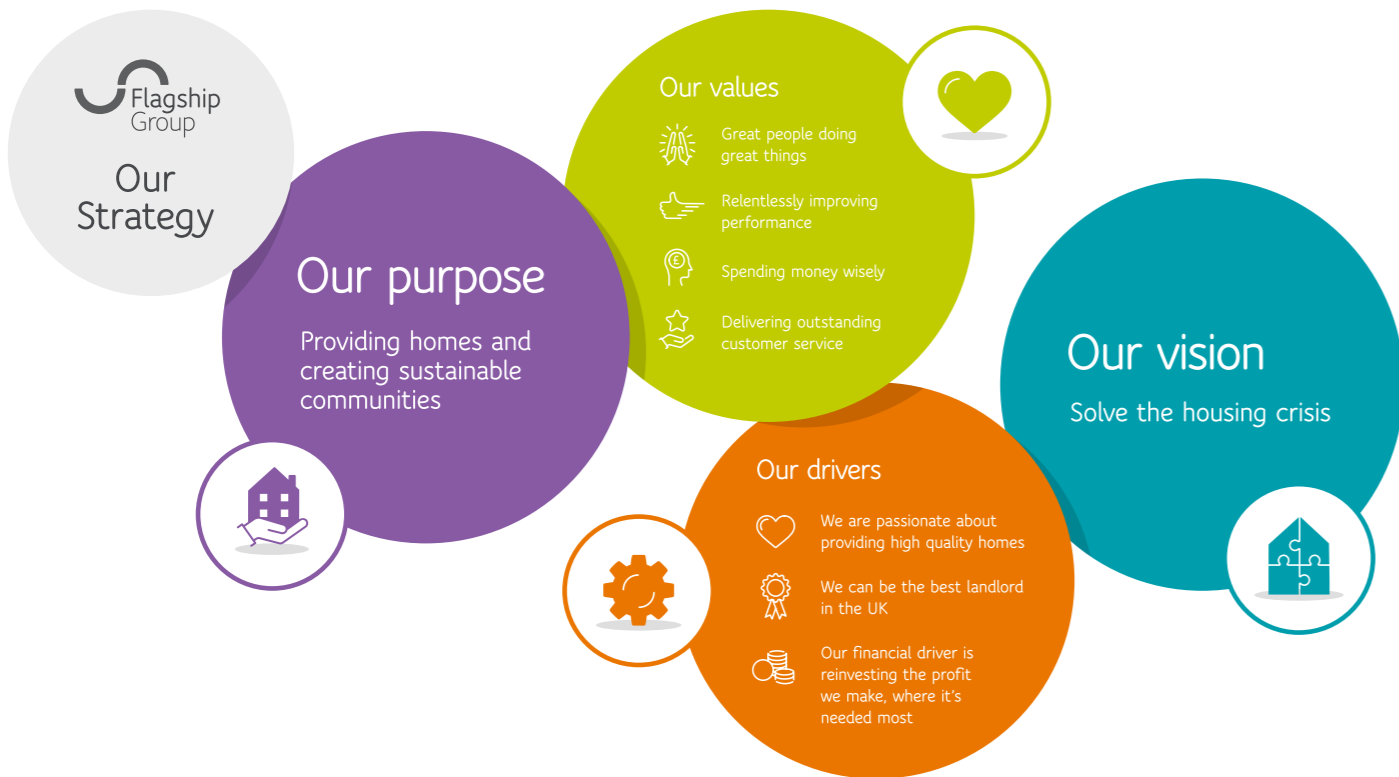 Flagship
Group
Our
Strategy
Our purpose
Providing homes and
creating sustainable
communities
Our values
Great people doing
great things
Relentlessly improving
performance
£
Spending money wisely
Delivering outstanding
customer service
Our drivers
We are passionate about
providing high quality homes
We can be the best landlord
in the UK
Our financial driver is
reinvesting the profit
we make, where it's
needed most
Our vision
Solve the housing crisis